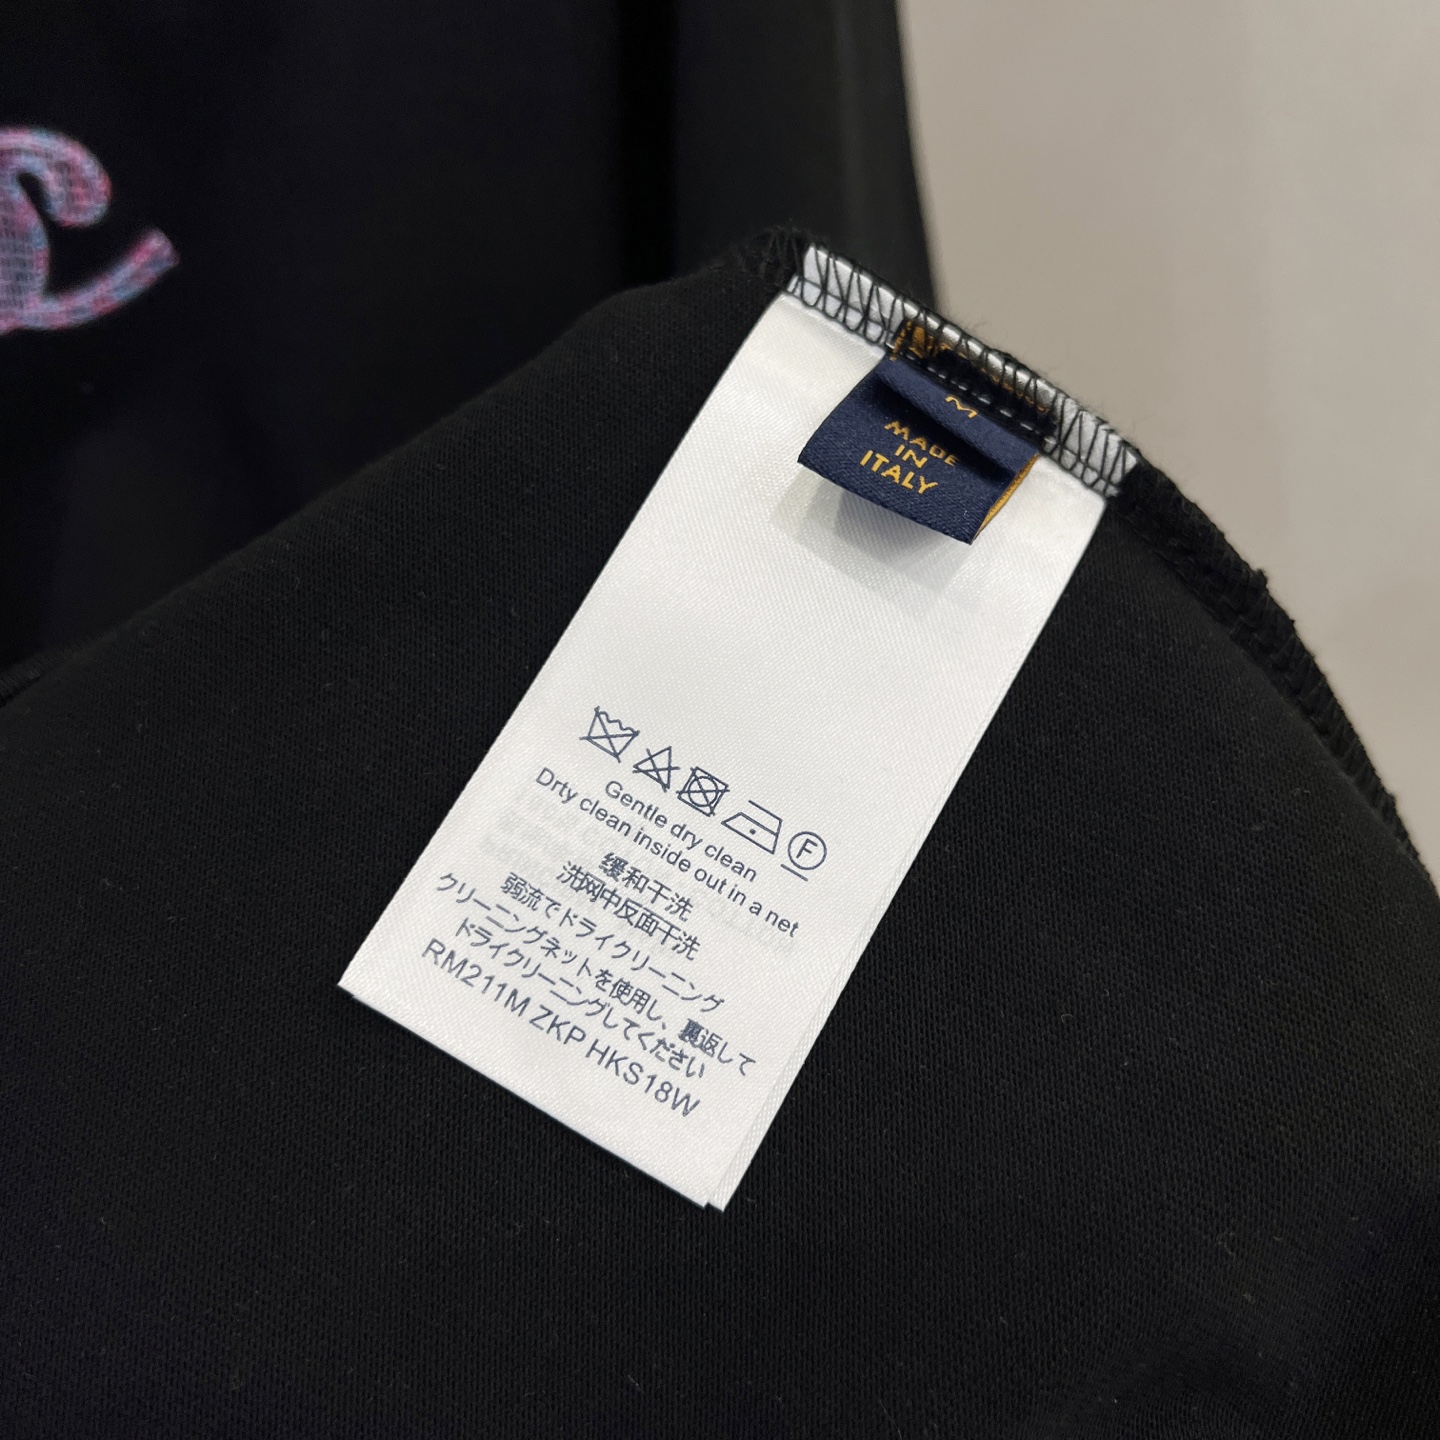 M
MADE
IN
ITALY
F
Gentle dry clean
Drty clean inside out in a net
缓和干洗
洗网中反面干洗
弱流でドライクリーニング
クリーニングネットを使用し、裏返して
ドライクリーニングしてください
RM211M ZKP HKS18W